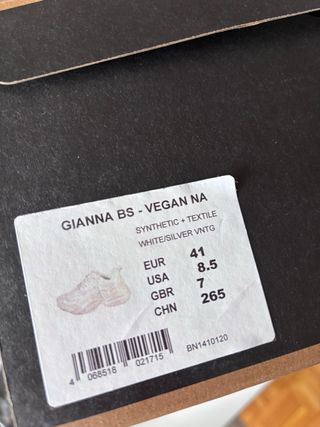 GIANNA BS - VEGAN NA
SYNTHETIC + TEXTILE
WHITE/SILVER VNTG
EUR 41
USA 8.5
GBR 7
CHN 265
4 068518 021715
BN1410120